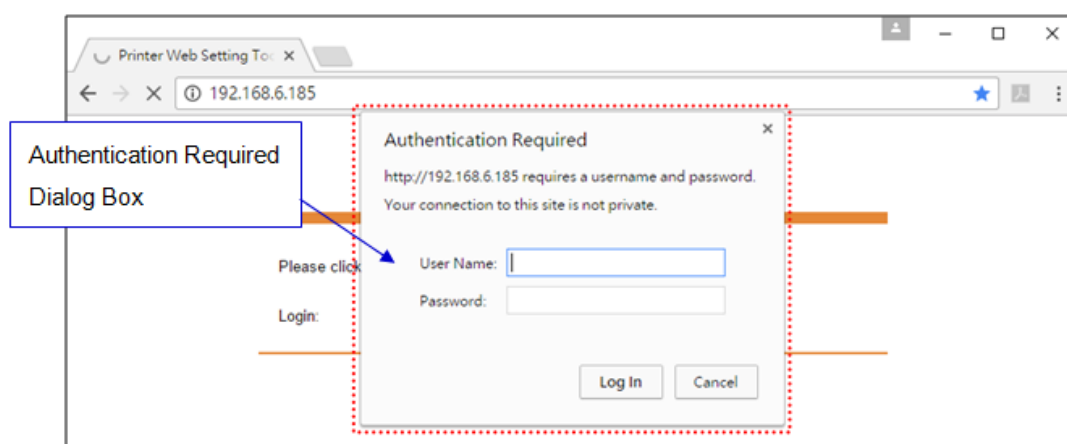 Printer Web Setting Too
192.168.6.185
Authentication Required
Dialog Box
Authentication Required
http://192.168.6.185 requires a username and password.
Your connection to this site is not private.
Please click
User Name:
Login:
Password:
Log In
Cancel